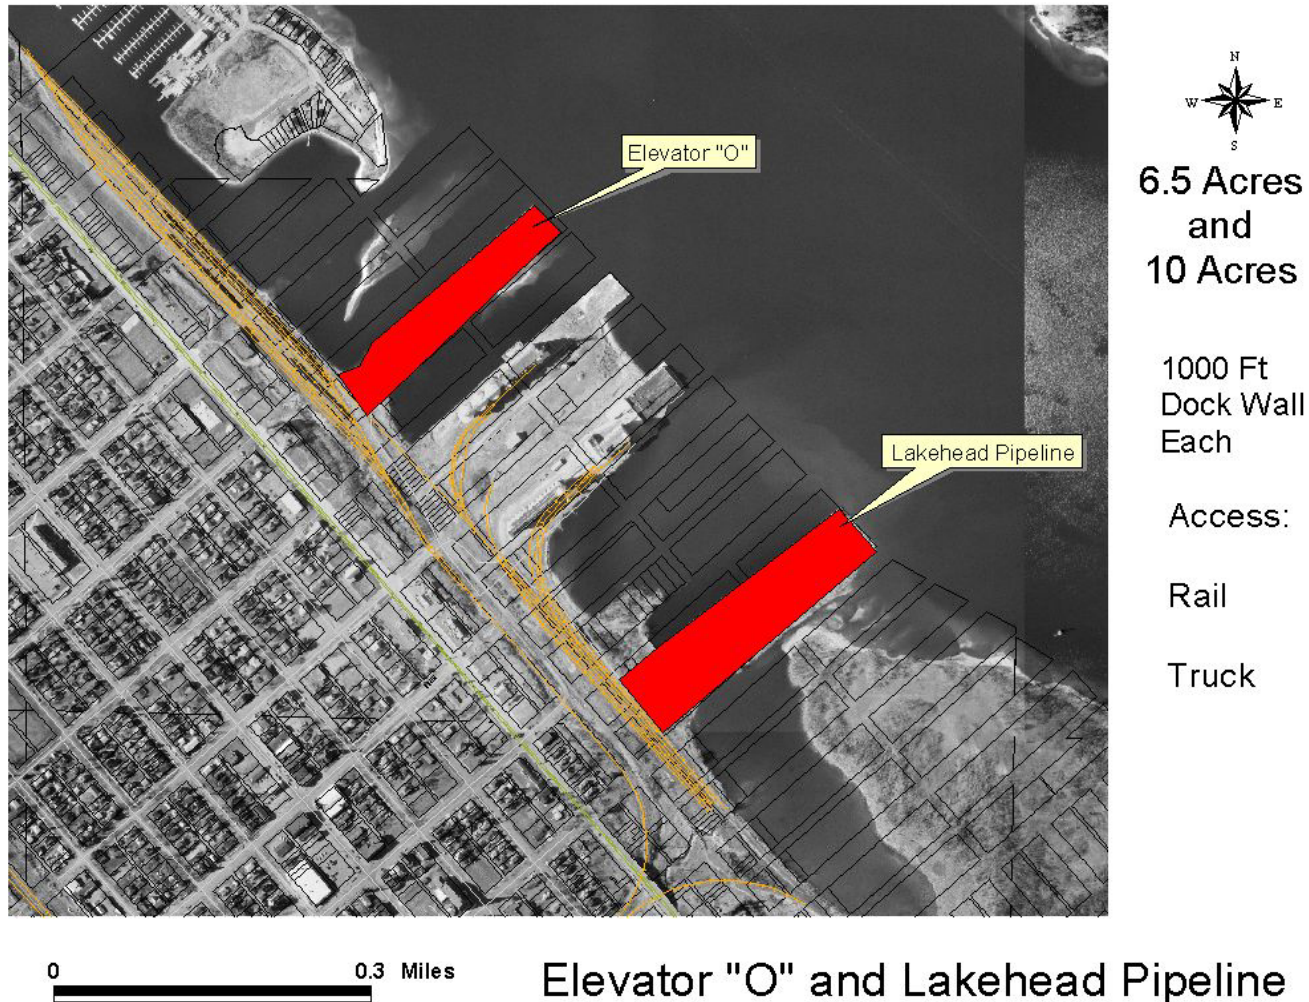 Elevator "O"
Lakehead Pipeline
N
W E
S
6.5 Acres
and
10 Acres
1000 Ft
Dock Wall
Each
Access:
Rail
Truck
0 0.3 Miles
Elevator "O" and Lakehead Pipeline